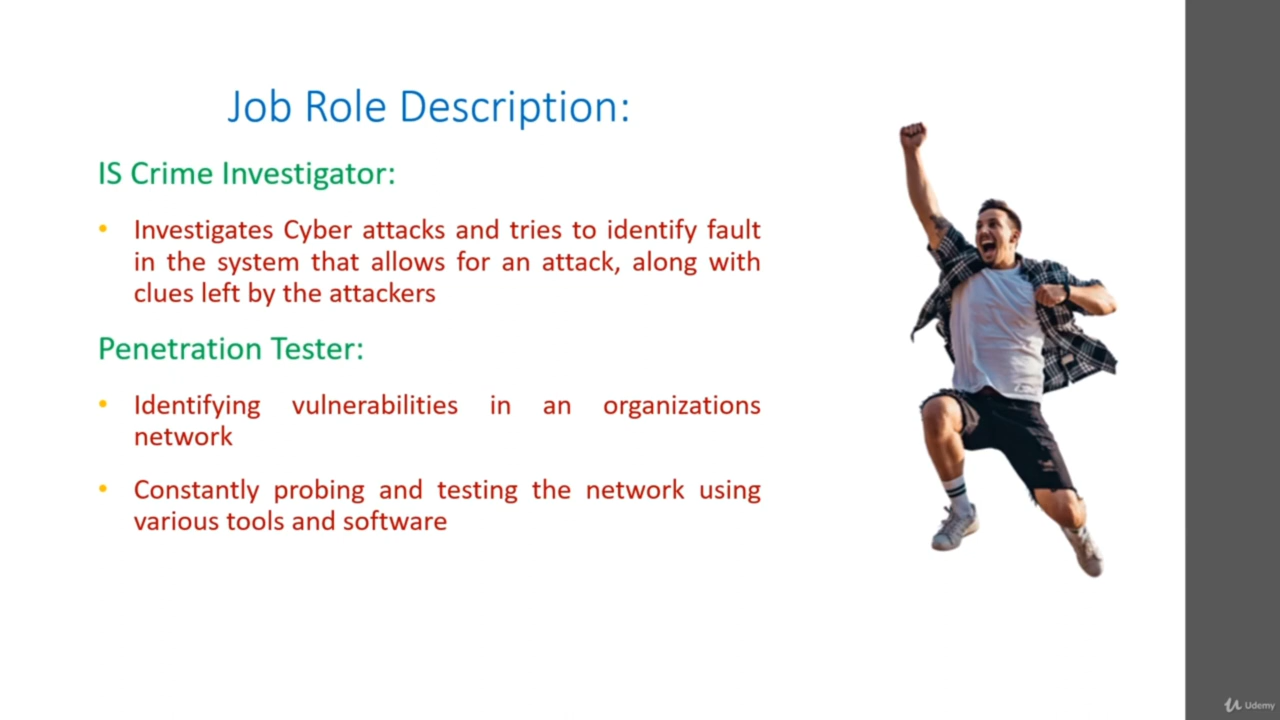 Job Role Description:
IS Crime Investigator:
• Investigates Cyber attacks and tries to identify fault
in the system that allows for an attack, along with
clues left by the attackers
Penetration Tester:
• Identifying vulnerabilities in an organizations
network
• Constantly probing and testing the network using
various tools and software
Udemy